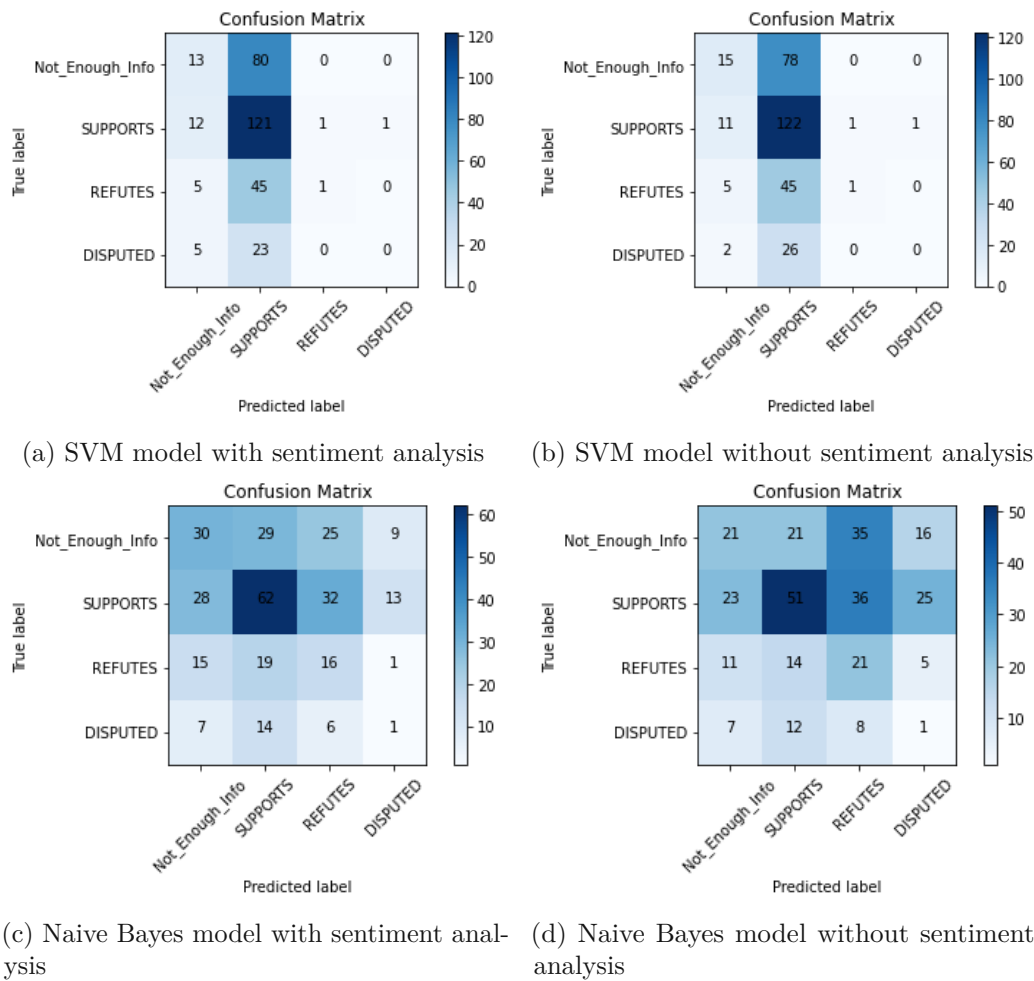 Confusion Matrix
True label
Not_Enough_Info 13 80 0 0
SUPPORTS 12 121 1 1
REFUTES 5 45 1 0
DISPUTED 5 23 0 0
Not_Enough_Info SUPPORTS REFUTES DISPUTED
Predicted label
120
100
80
60
40
20
0
Confusion Matrix
True label
Not_Enough_Info 15 78 0 0
SUPPORTS 11 122 1 1
REFUTES 5 45 1 0
DISPUTED 2 26 0 0
Not_Enough_Info SUPPORTS REFUTES DISPUTED
Predicted label
120
100
80
60
40
20
0
(a) SVM model with sentiment analysis
(b) SVM model without sentiment analysis
Confusion Matrix
True label
Not_Enough_Info 30 29 25 9
SUPPORTS 28 62 32 13
REFUTES 15 19 16 1
DISPUTED 7 14 6 1
Not_Enough_Info SUPPORTS REFUTES DISPUTED
Predicted label
60
50
40
30
20
10
Confusion Matrix
True label
Not_Enough_Info 21 21 35 16
SUPPORTS 23 51 36 25
REFUTES 11 14 21 5
DISPUTED 7 12 8 1
Not_Enough_Info SUPPORTS REFUTES DISPUTED
Predicted label
50
40
30
20
10
(c) Naive Bayes model with sentiment anal-
ysis
(d) Naive Bayes model without sentiment
analysis